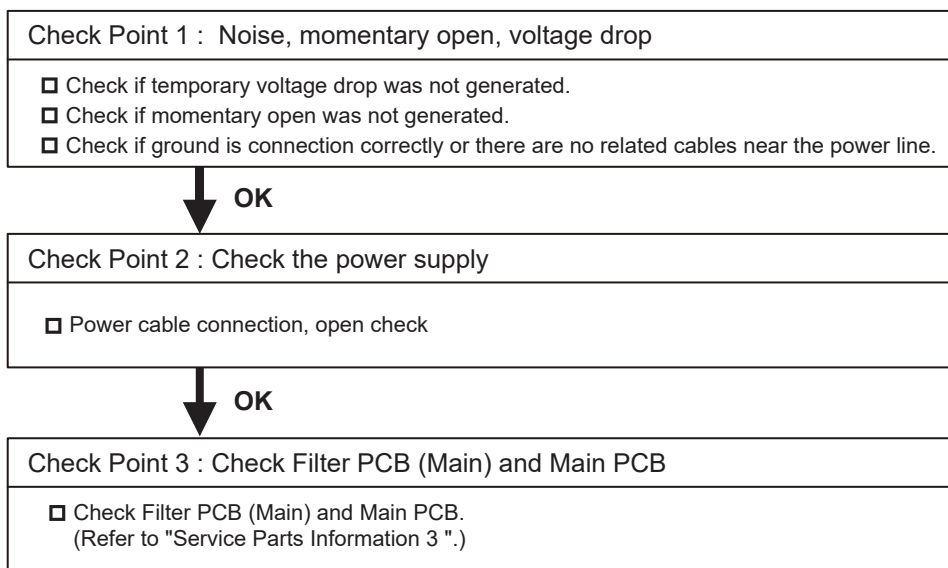 Check Point 1 : Noise, momentary open, voltage drop
Check if temporary voltage drop was not generated.
Check if momentary open was not generated.
Check if ground is connection correctly or there are no related cables near the power line.
OK
Check Point 2 : Check the power supply
Power cable connection, open check
OK
Check Point 3 : Check Filter PCB (Main) and Main PCB
Check Filter PCB (Main) and Main PCB.
(Refer to "Service Parts Information 3 ".)